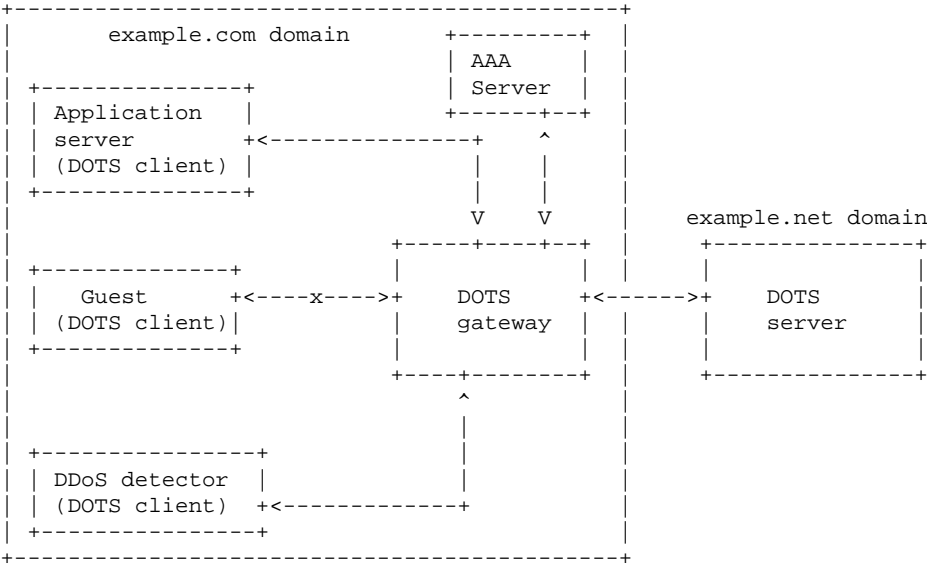 example.com domain
AAA
Server
Application
server
(DOTS client)
example.net domain
Guest
(DOTS client)
x
DOTS
gateway
DOTS
server
DDoS detector
(DOTS client)